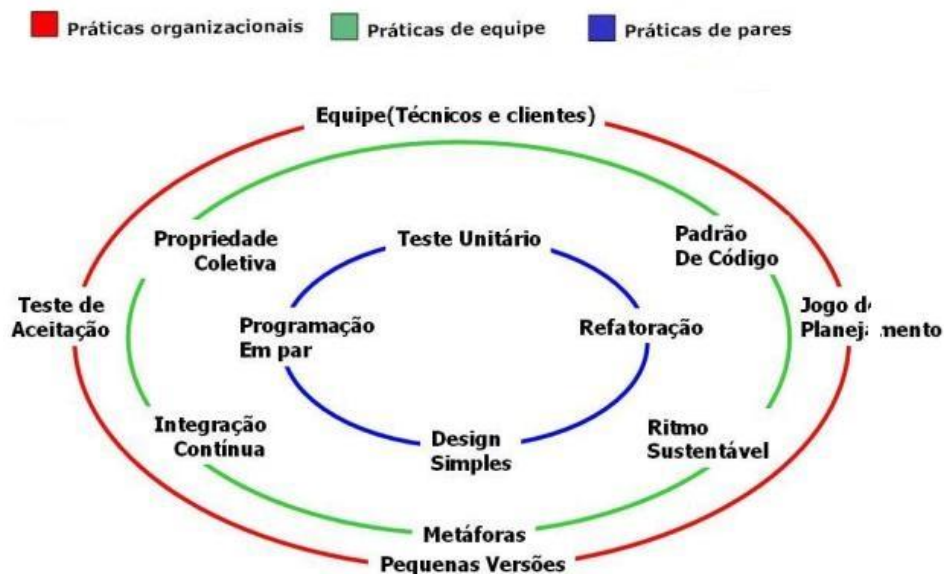 Práticas organizacionais Práticas de equipe Práticas de pares
Equipe(Técnicos e clientes)
Propriedade
Coletiva
Teste Unitário
Padrão
De Código
Teste de
Aceitação
Programação
Em par
Refatoração
Jogo
Integração
Contínua
Design
Simples
Ritmo
Sustentável
Metáforas
Pequenas Versões